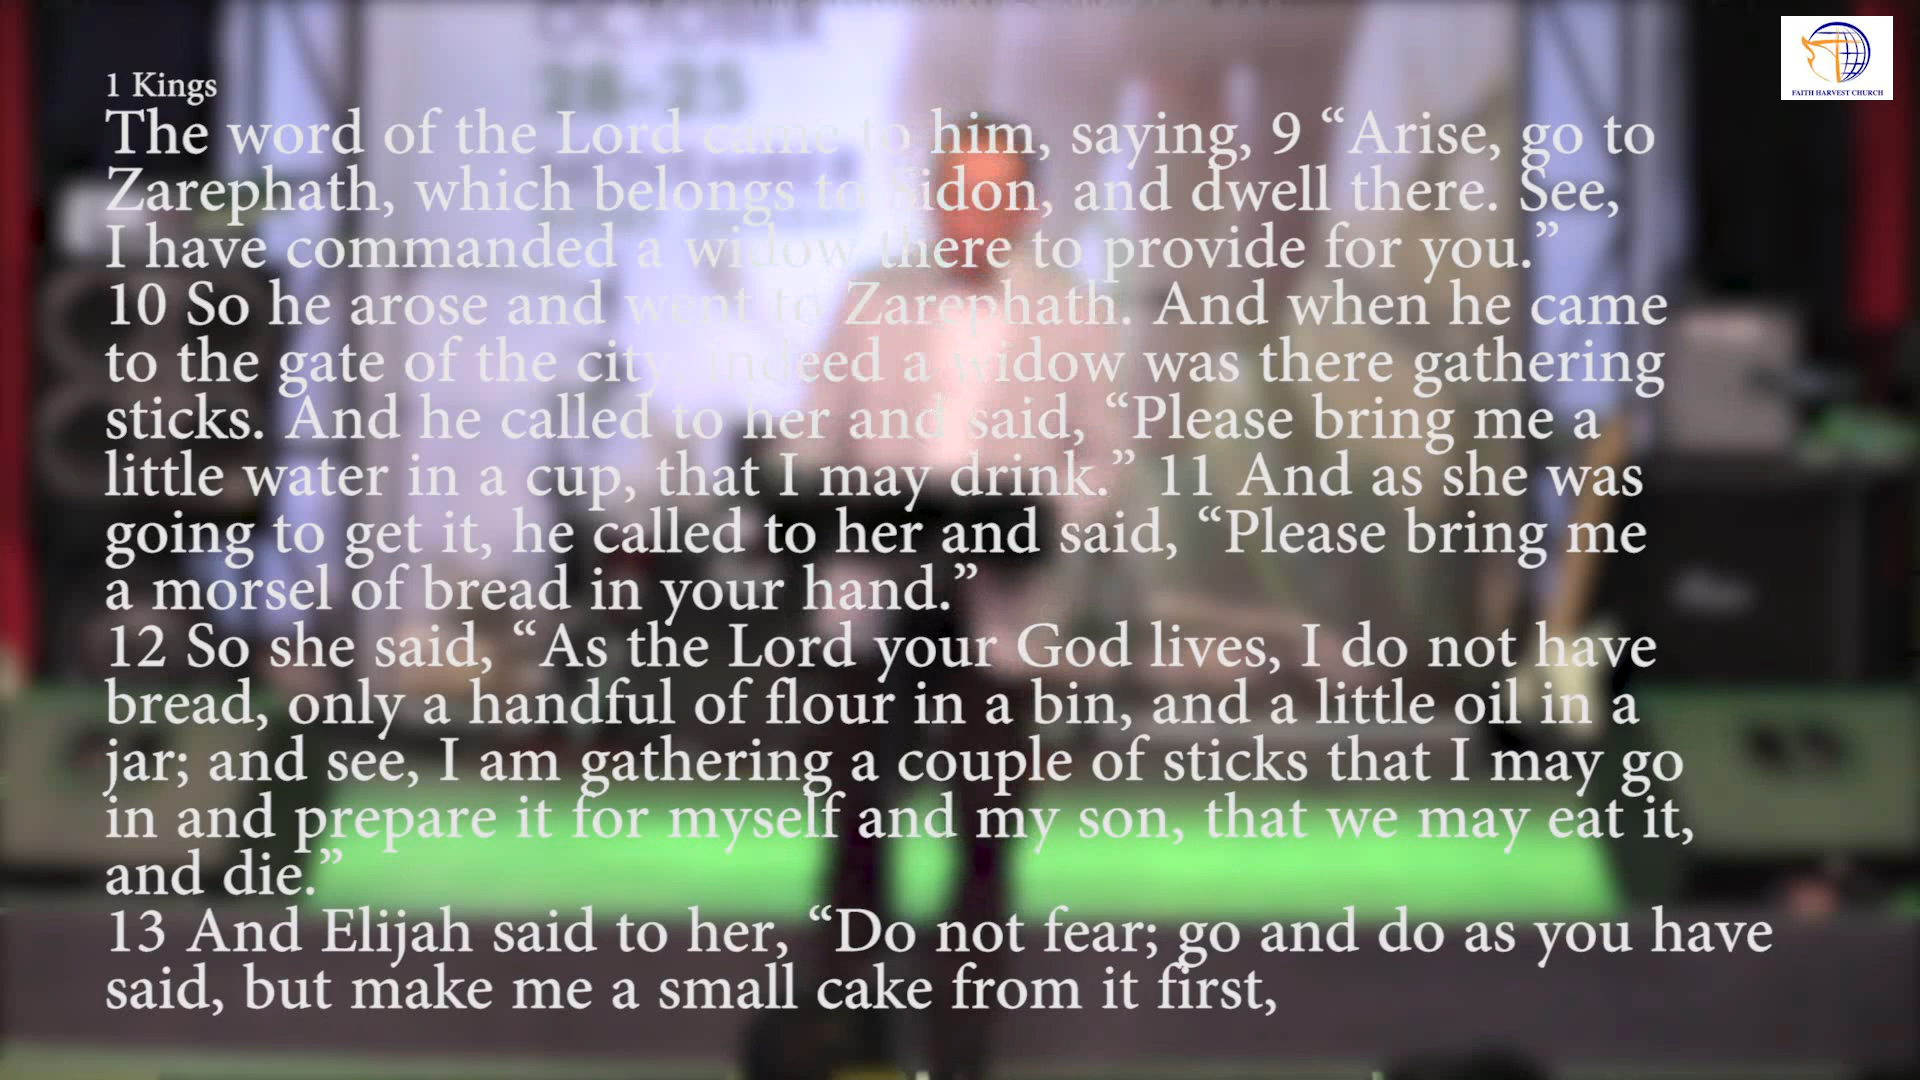 OCTOBER
28-25
FAITH HARVEST CHURCH
1 Kings
The word of the Lord came to him, saying, 9 “Arise, go to
Zarephath, which belongs to Sidon, and dwell there. See,
I have commanded a widow there to provide for you.”
10 So he arose and went to Zarephath. And when he came
to the gate of the city, indeed a widow was there gathering
sticks. And he called to her and said, “Please bring me a
little water in a cup, that I may drink.” 11 And as she was
going to get it, he called to her and said, “Please bring me
a morsel of bread in your hand.”
12 So she said, “As the Lord your God lives, I do not have
bread, only a handful of flour in a bin, and a little oil in a
jar; and see, I am gathering a couple of sticks that I may go
in and prepare it for myself and my son, that we may eat it,
and die.”
13 And Elijah said to her, “Do not fear; go and do as you have
said, but make me a small cake from it first,